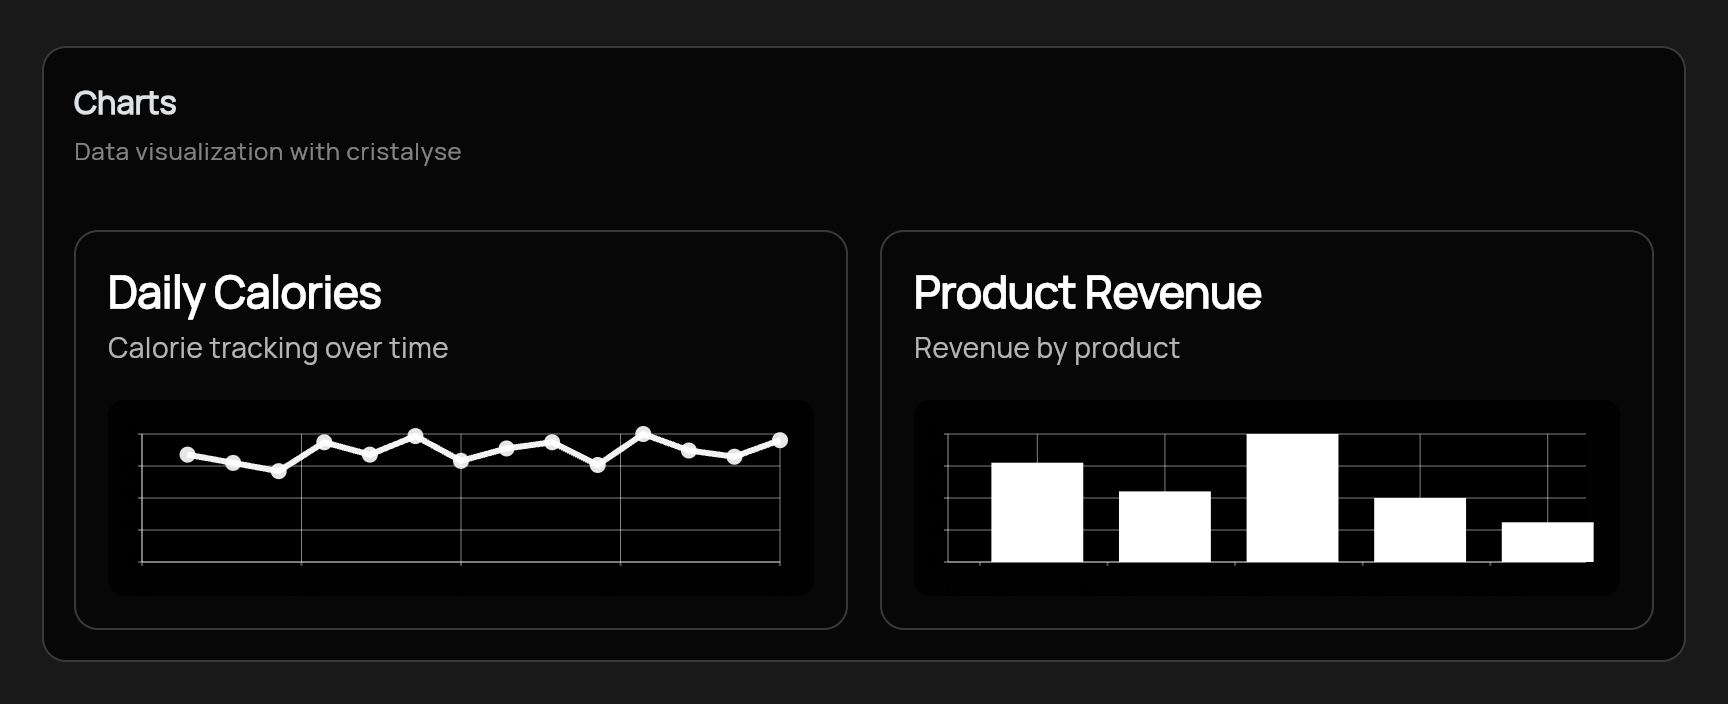 Charts
Data visualization with cristalyse
Daily Calories
Calorie tracking over time
Product Revenue
Revenue by product